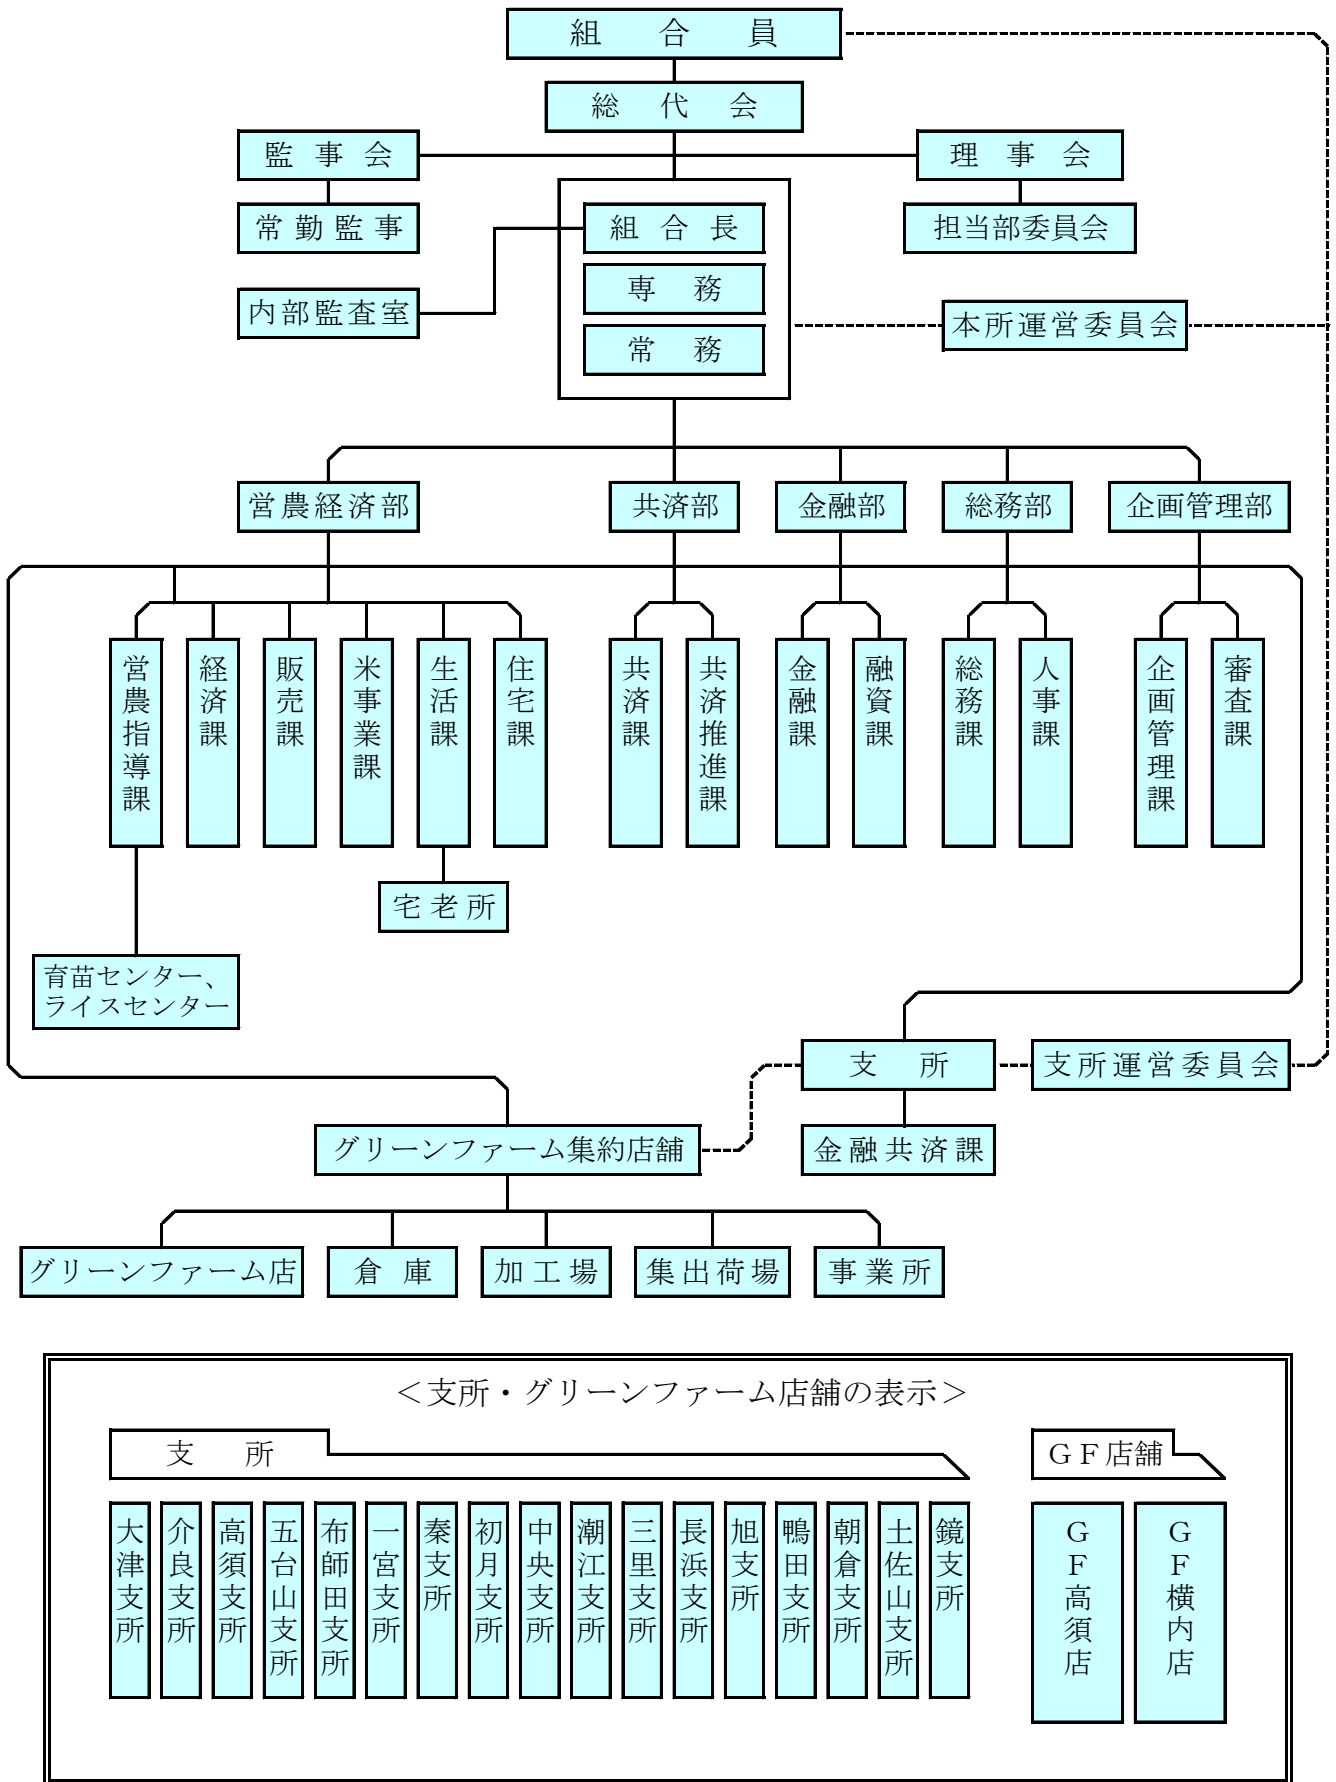 組合員
総代会
監事会
理事会
常勤監事
組合長
担当部委員会
専務
内部監査室
本所運営委員会
常務
営農経済部
共済部
金融部
総務部
企画管理部
営農指導課
経済課
販売課
米事業課
生活課
住宅課
共済課
共済推進課
金融課
融資課
総務課
人事課
企画管理課
審査課
宅老所
育苗センター、
ライスセンター
支所
支所運営委員会
グリーンファーム集約店舗
金融共済課
グリーンファーム店
倉庫
加工場
集出荷場
事業所
＜支所・グリーンファーム店舗の表示＞
支所
ＧＦ店舗
大津支所
介良支所
高須支所
五台山支所
布師田支所
一宮支所
秦支所
初月支所
中央支所
潮江支所
三里支所
長浜支所
旭支所
鴨田支所
朝倉支所
土佐山支所
鏡支所
ＧＦ高須店
ＧＦ横内店